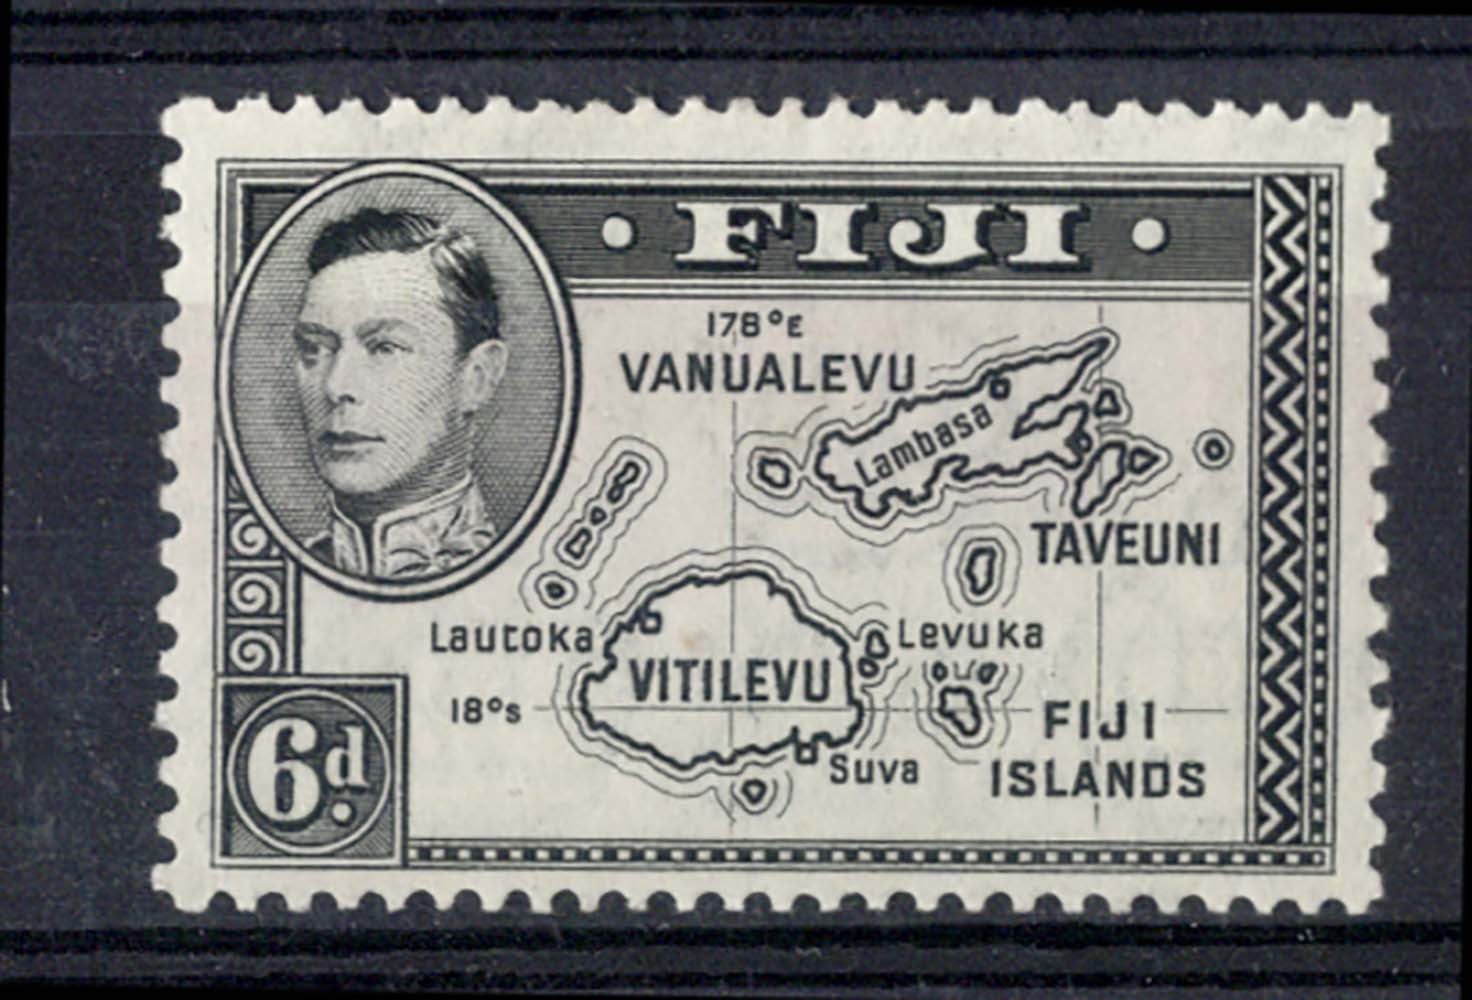 FIJI
178°E
VANUALEVU
Lambasa
TAVEUNI
Lautoka
Levuka
VITILEVU
18°S
FIJI
ISLANDS
Suva
6d.